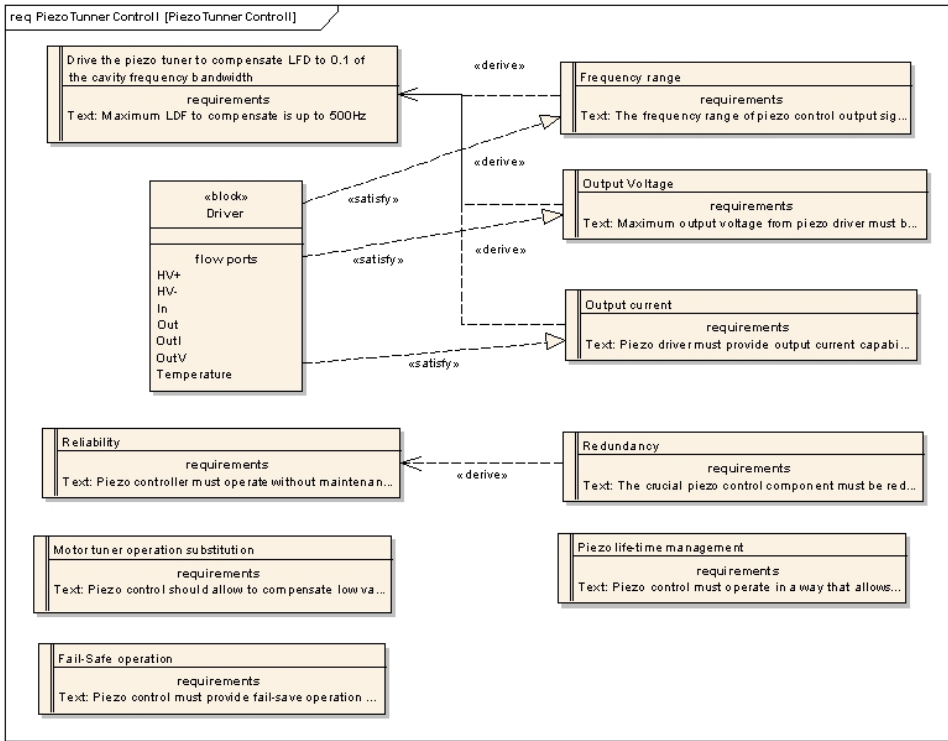 req Piezo Tunner Controll [Piezo Tunner Controll]
Drive the piezo tuner to compensate LFD to 0.1 of
the cavity frequency bandwidth
requirements
Text: Maximum LDF to compensate is up to 500Hz
«derive»
Frequency range
requirements
Text: The frequency range of piezo control output sig...
«derive»
«satisfy»
Output Voltage
requirements
Text: Maximum output voltage from piezo driver must b...
«block»
Driver
flow ports
HV+
HV-
In
Out
OutI
OutV
Temperature
«satisfy»
«derive»
Output current
requirements
Text: Piezo driver must provide output current capabi...
«satisfy»
Reliability
requirements
Text: Piezo controller must operate without maintenan...
«derive»
Redundancy
requirements
Text: The crucial piezo control component must be red...
Motor tuner operation substitution
requirements
Text: Piezo control should allow to compensate low va...
Piezo life-time management
requirements
Text: Piezo control must operate in a way that allows...
Fail-Safe operation
requirements
Text: Piezo control must provide fail-save operation ...